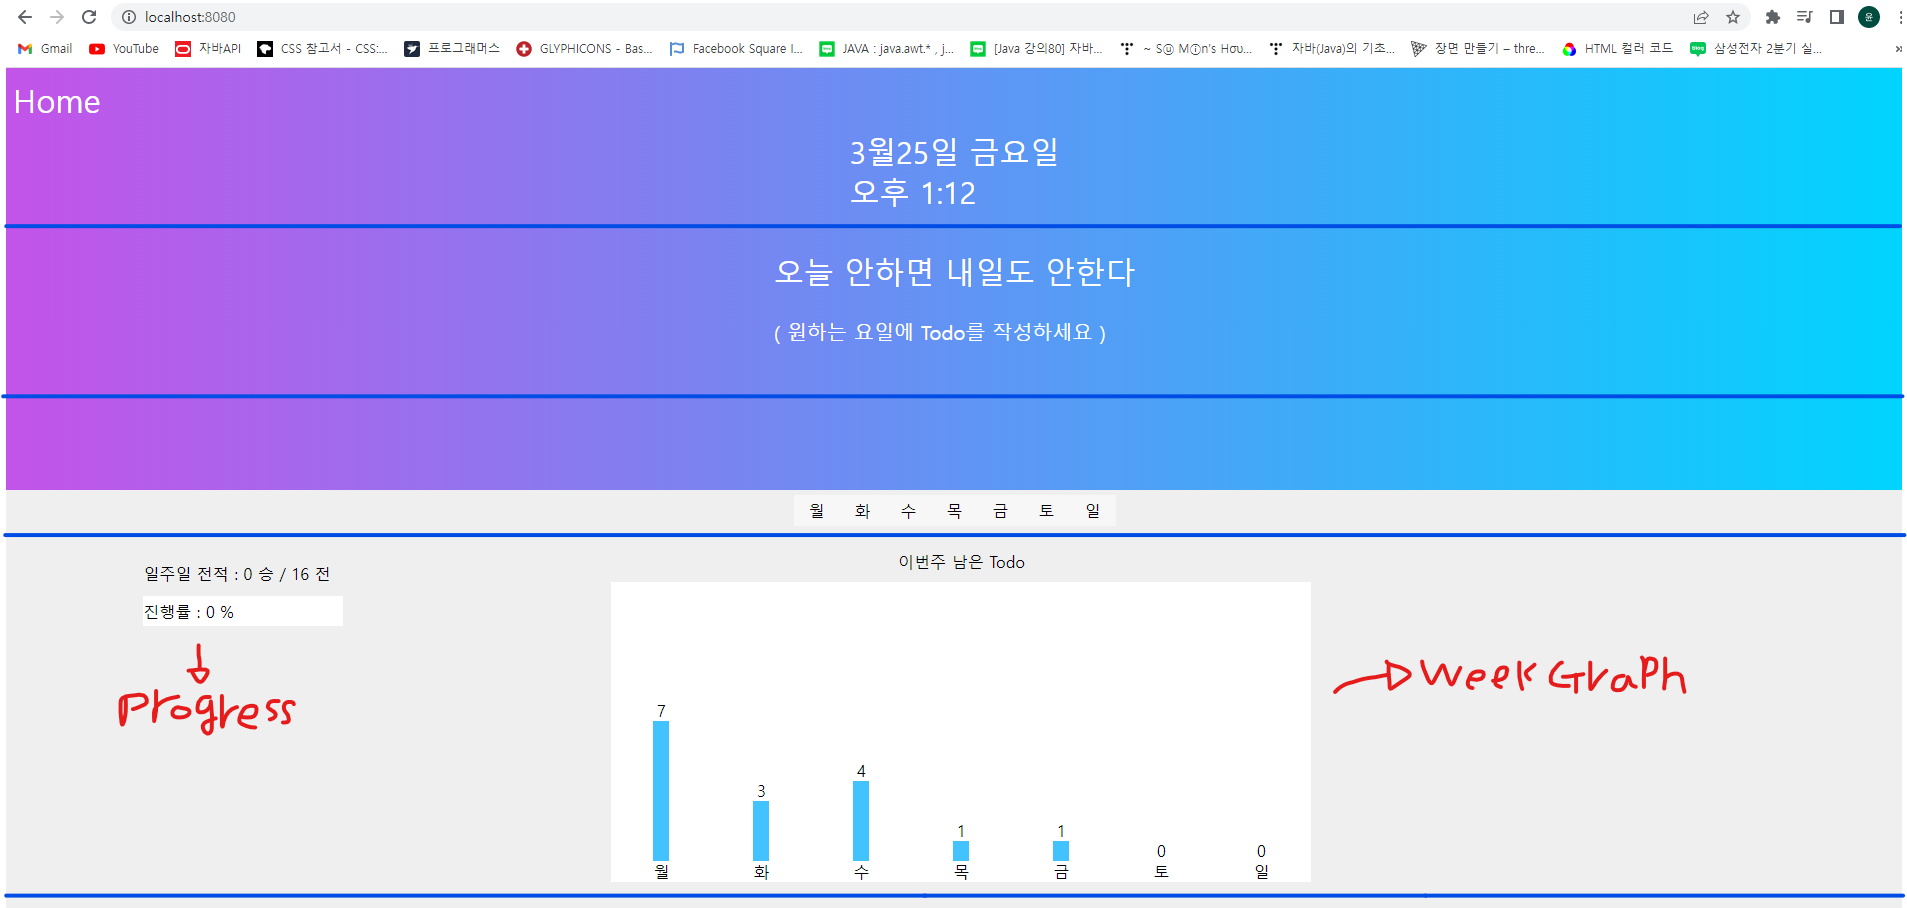 localhost:8080
윤
Gmail
YouTube
자바API
CSS 참고서 - CSS:...
프로그래머스
GLYPHICONS - Bas...
Facebook Square I...
JAVA : java.awt.* , j...
[Java 강의80] 자바...
~ Sⓤ Mⓘn's Hσυ...
자바(Java)의 기초...
장면 만들기 – thre...
HTML 컬러 코드
삼성전자 2분기 실...
»
Home
3월25일 금요일
오후 1:12
오늘 안하면 내일도 안한다
( 원하는 요일에 Todo를 작성하세요 )
월 화 수 목 금 토 일
일주일 전적 : 0 승 / 16 전
진행률 : 0 %
Progress
이번주 남은 Todo
7 3 4 1 1 0 0
월 화 수 목 금 토 일
Week Graph